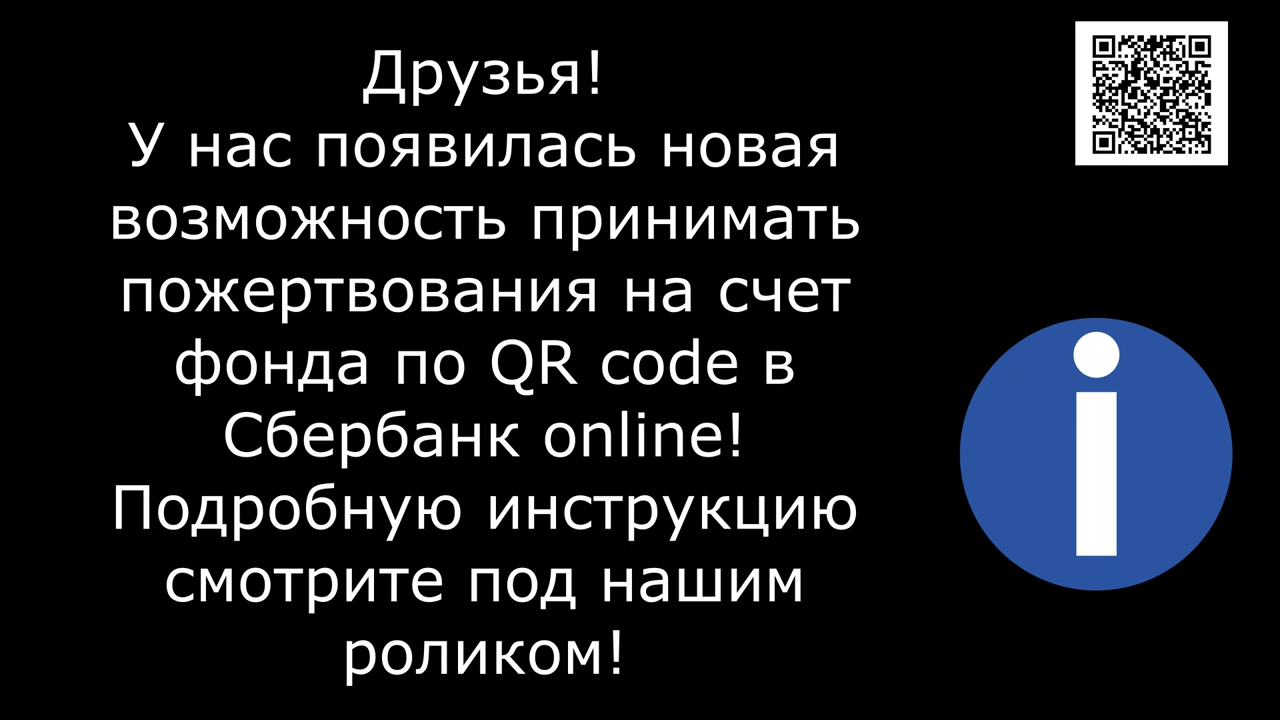 Друзья!
У нас появилась новая
возможность принимать
пожертвования на счет
фонда по QR code в
Сбербанк online!
Подробную инструкцию
смотрите под нашим
роликом!